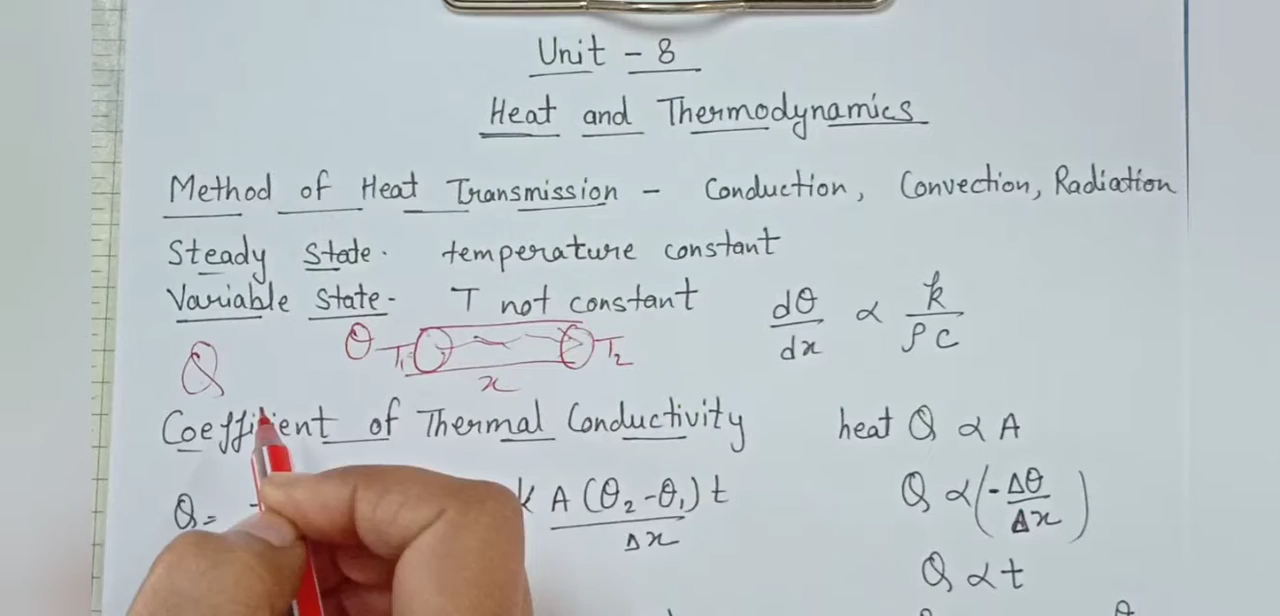 Unit - 8
Heat and Thermodynamics
Method of Heat Transmission - Conduction, Convection, Radiation
Steady State. temperature constant
Variable State - T not constant dθ/dx ∝ k/ρc
Q θ T₁ x T₂
Coefficient of Thermal Conductivity heat Q ∝ A
Q = k A (θ₂ - θ₁) t / Δx Q ∝ (-Δθ/Δx)
Q ∝ t